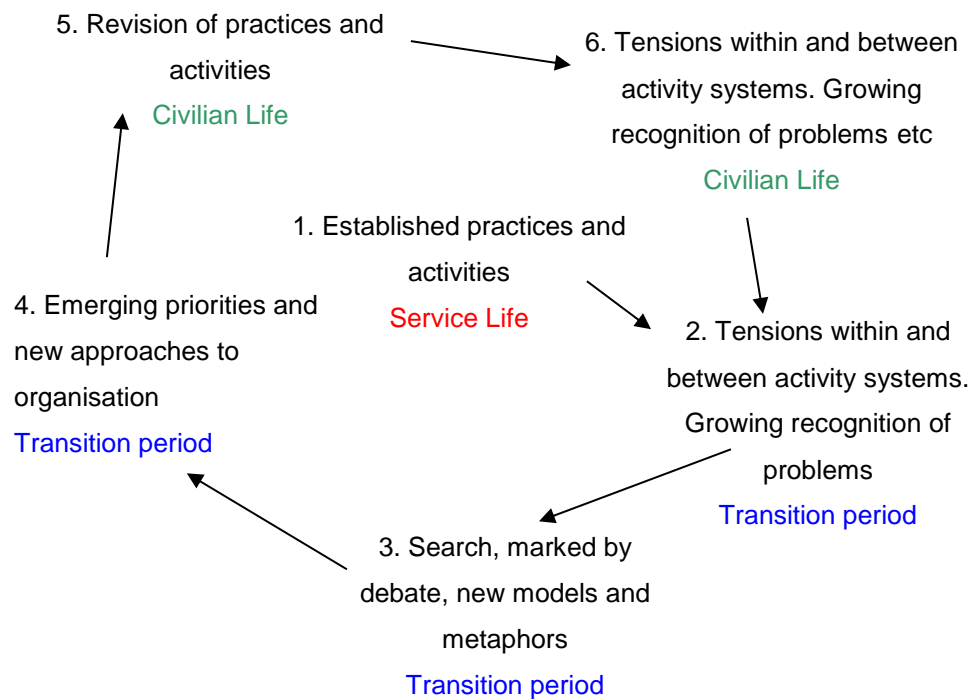 5. Revision of practices and
activities
Civilian Life
6. Tensions within and between
activity systems. Growing
recognition of problems etc
Civilian Life
1. Established practices and
activities
Service Life
4. Emerging priorities and
new approaches to
organisation
Transition period
2. Tensions within and
between activity systems.
Growing recognition of
problems
Transition period
3. Search, marked by
debate, new models and
metaphors
Transition period